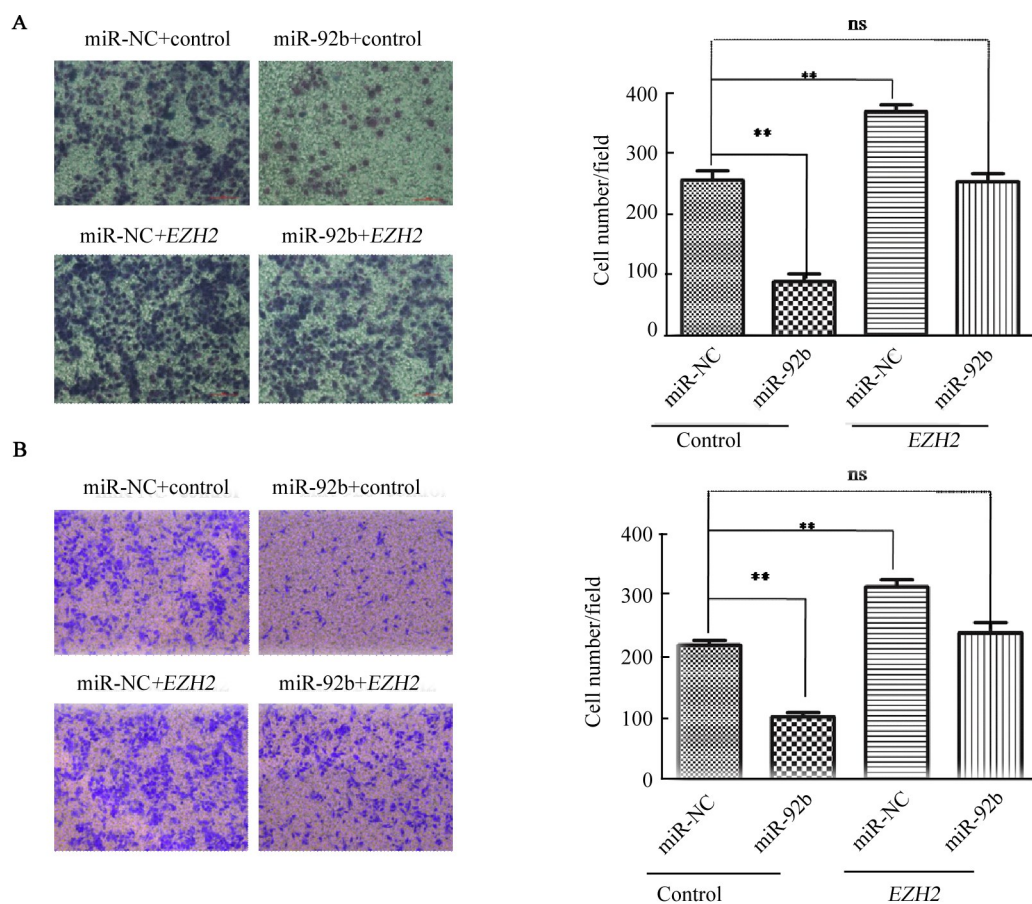 A
miR-NC+control
miR-92b+control
miR-NC+EZH2
miR-92b+EZH2
ns
**
**
Cell number/field
400
300
200
100
0
miR-NC
miR-92b
miR-NC
miR-92b
Control
EZH2
B
miR-NC+control
miR-92b+control
miR-NC+EZH2
miR-92b+EZH2
ns
**
**
Cell number/field
400
300
200
100
0
miR-NC
miR-92b
miR-NC
miR-92b
Control
EZH2